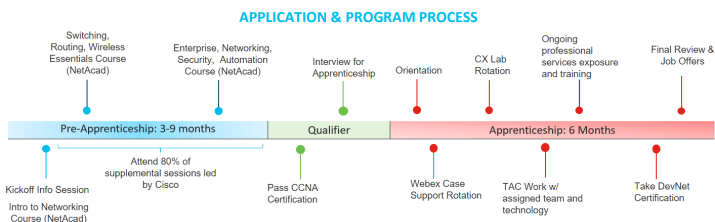 APPLICATION & PROGRAM PROCESS
Switching,
Routing, Wireless
Essentials Course
(NetAcad)
Enterprise, Networking,
Security, Automation
Course (NetAcad)
Interview for
Apprenticeship
Orientation
CX Lab
Rotation
Ongoing
professional
services exposure
and training
Final Review &
Job Offers
Pre-Apprenticeship: 3-9 months
Qualifier
Apprenticeship: 6 Months
Kickoff Info Session
Intro to Networking
Course (NetAcad)
Attend 80% of
supplemental sessions led
by Cisco
Pass CCNA
Certification
Webex Case
Support Rotation
TAC Work w/
assigned team and
technology
Take DevNet
Certification